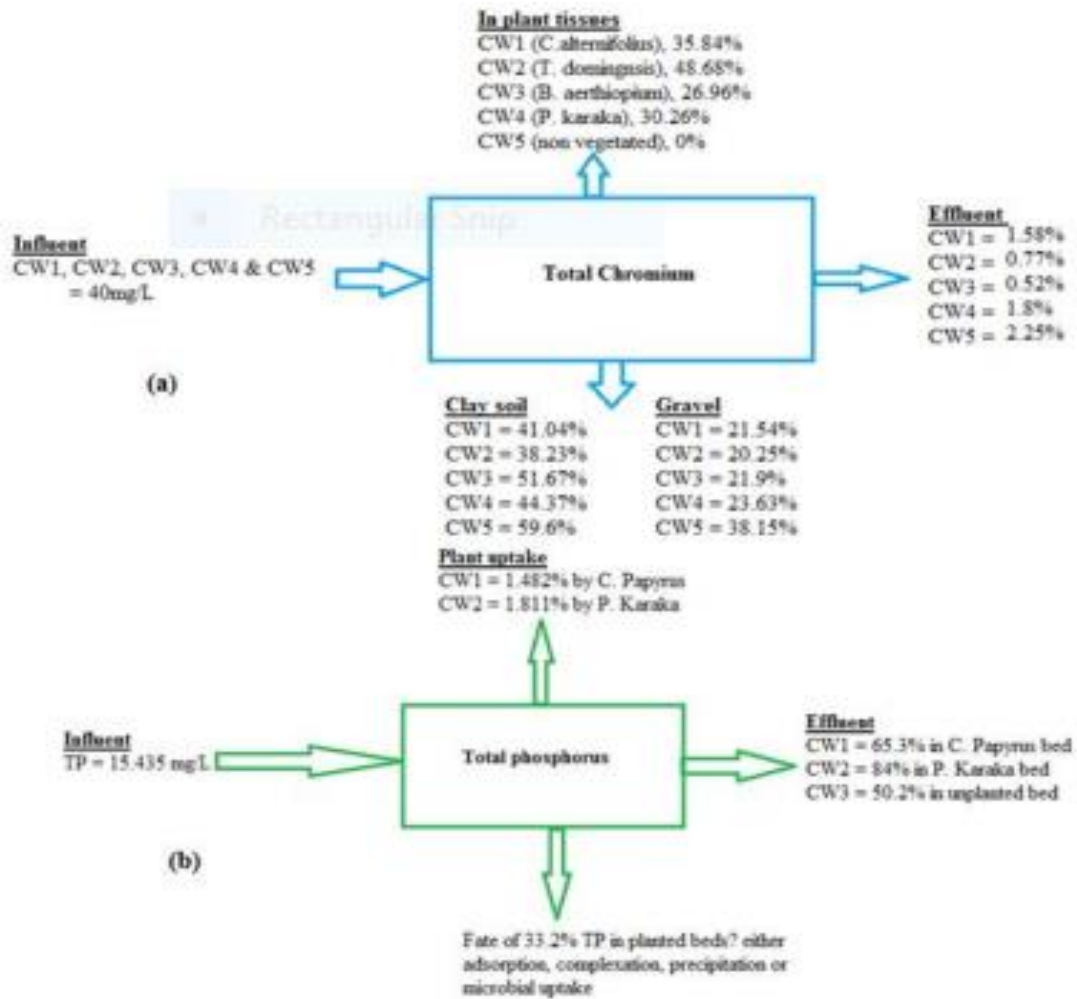 In plant tissues
CW1 (C.alternifolius), 35.84%
CW2 (T. domingnsis), 48.68%
CW3 (B. aerthiopium), 26.96%
CW4 (P. karaka), 30.26%
CW5 (non vegetated), 0%
Rectangular Snip
Influent
CW1, CW2, CW3, CW4 & CW5
= 40mg/L
Total Chromium
Effluent
CW1 = 1.58%
CW2 = 0.77%
CW3 = 0.52%
CW4 = 1.8%
CW5 = 2.25%
(a)
Clay soil
CW1 = 41.04%
CW2 = 38.23%
CW3 = 51.67%
CW4 = 44.37%
CW5 = 59.6%
Gravel
CW1 = 21.54%
CW2 = 20.25%
CW3 = 21.9%
CW4 = 23.63%
CW5 = 38.15%
Plant uptake
CW1 = 1.482% by C. Papyrus
CW2 = 1.811% by P. Karaka
Influent
TP = 15.435 mg/L
Total phosphorus
Effluent
CW1 = 65.3% in C. Papyrus bed
CW2 = 84% in P. Karaka bed
CW3 = 50.2% in unplanted bed
(b)
Fate of 33.2% TP in planted beds? either
adsorption, complexation, precipitation or
microbial uptake